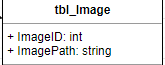 tbl_Image
+ ImageID: int
+ ImagePath: string